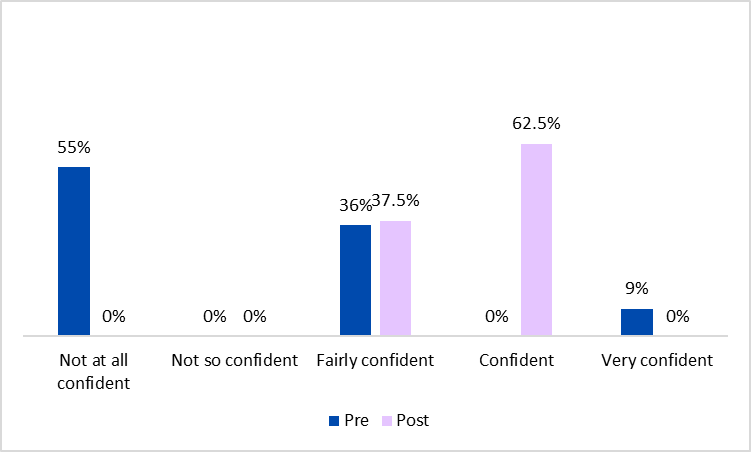 62.5%
55%
36% 37.5%
9%
0% 0% 0% 0% 0%
Not at all confident
Not so confident
Fairly confident
Confident
Very confident
Pre Post